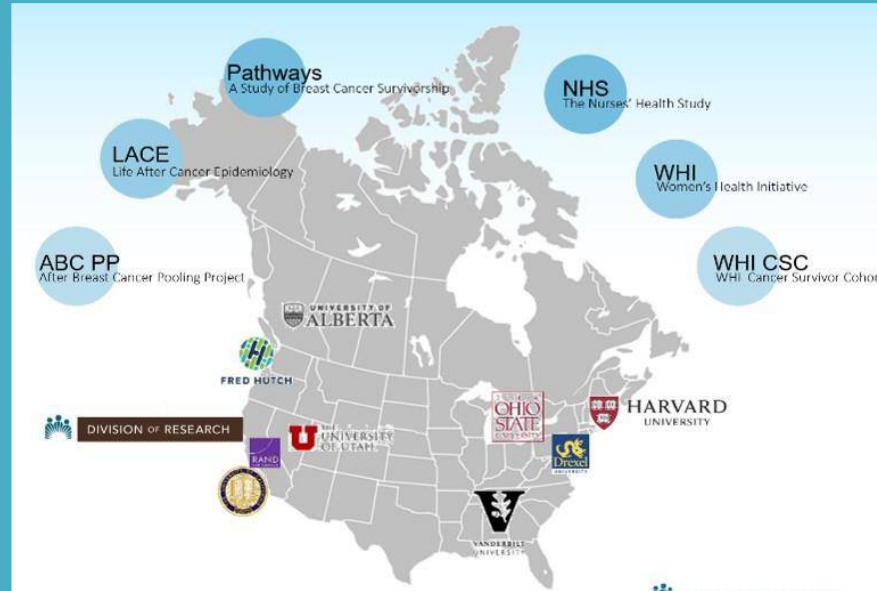 Pathways
A Study of Breast Cancer Survivorship
NHS
The Nurses' Health Study
LACE
Life After Cancer Epidemiology
WHI
Women's Health Initiative
ABC PP
After Breast Cancer Pooling Project
WHI CSC
WHI Cancer Survivor Cohor
UNIVERSITY OF
ALBERTA
FRED HUTCH
DIVISION OF RESEARCH
RAND
U
UNIVERSITY
OF UTAH
OHIO
STATE
UNIVERSITY
HARVARD
UNIVERSITY
Drexel
UNIVERSITY
V
VANDERBILT
UNIVERSITY